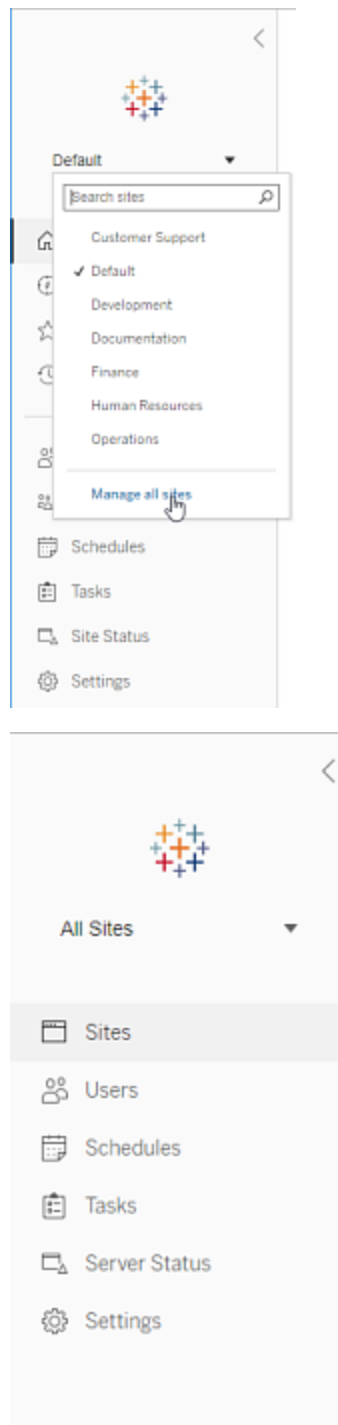 Default
Search sites
Customer Support
Default
Development
Documentation
Finance
Human Resources
Operations
Manage all sites
Schedules
Tasks
Site Status
Settings
All Sites
Sites
Users
Schedules
Tasks
Server Status
Settings